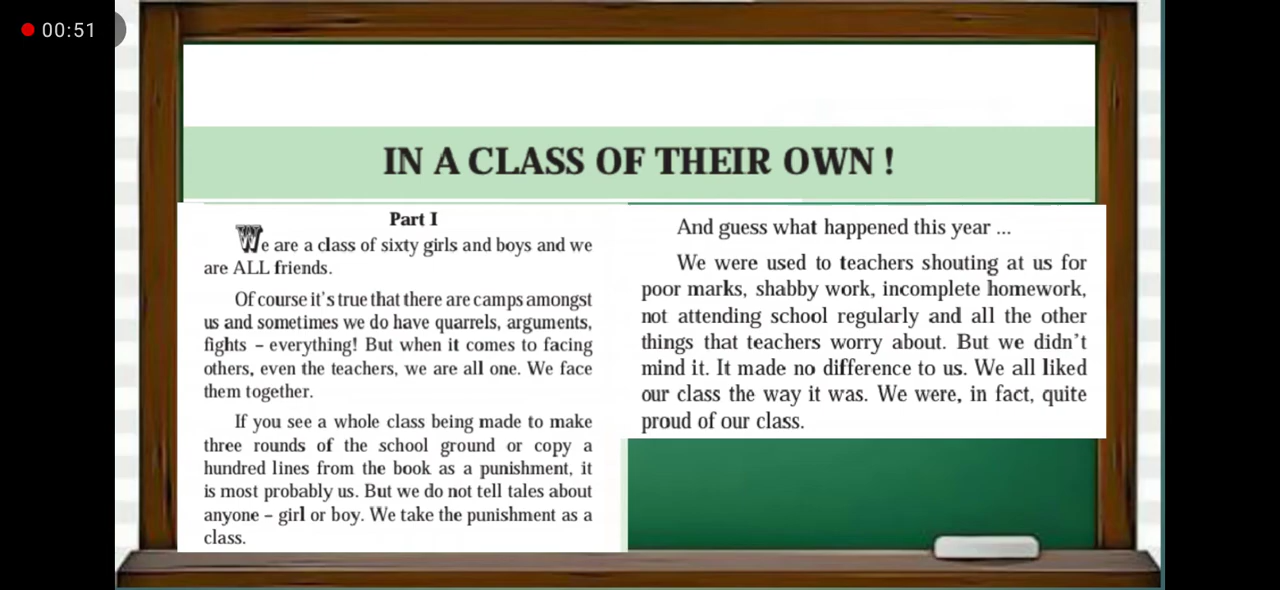 00:51
IN A CLASS OF THEIR OWN !
Part I
We are a class of sixty girls and boys and we
are ALL friends.
Of course it's true that there are camps amongst
us and sometimes we do have quarrels, arguments,
fights – everything! But when it comes to facing
others, even the teachers, we are all one. We face
them together.
If you see a whole class being made to make
three rounds of the school ground or copy a
hundred lines from the book as a punishment, it
is most probably us. But we do not tell tales about
anyone – girl or boy. We take the punishment as a
class.
And guess what happened this year ...
We were used to teachers shouting at us for
poor marks, shabby work, incomplete homework,
not attending school regularly and all the other
things that teachers worry about. But we didn't
mind it. It made no difference to us. We all liked
our class the way it was. We were, in fact, quite
proud of our class.